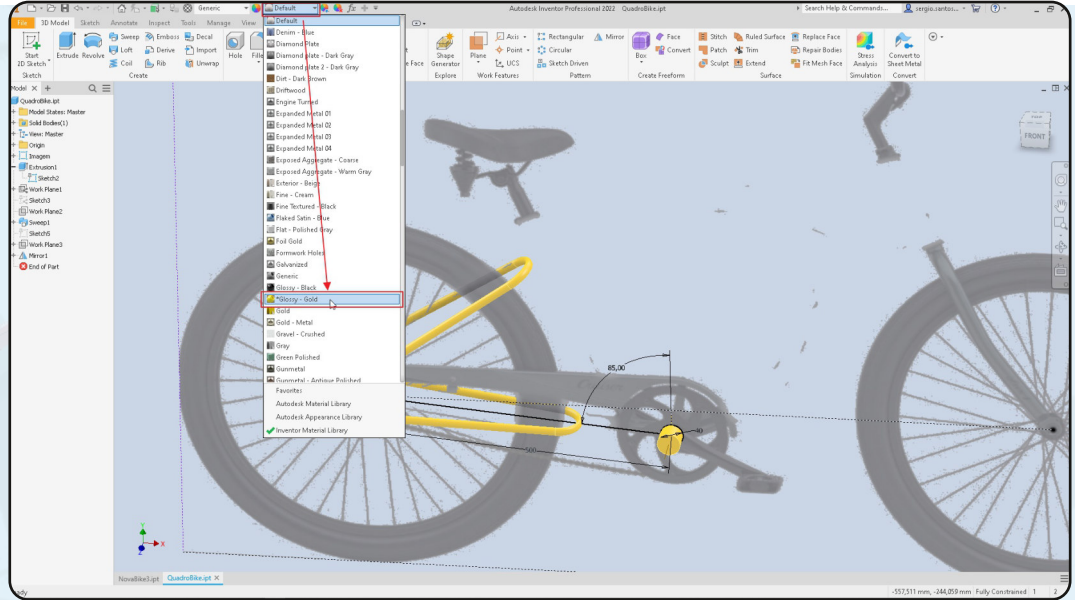 Generic
Default
fx
Autodesk Inventor Professional 2022 QuadroBike.ipt
Search Help & Commands...
sergio.santos...
File 3D Model Sketch Annotate Inspect Tools Manage View
Start
2D Sketch
Extrude
Revolve
Sweep
Emboss
Decal
Loft
Derive
Import
Coil
Rib
Unwrap
Hole
Shape
Generator
Plane
Axis
Point
UCS
Rectangular
Mirror
Circular
Sketch Driven
Box
Face
Convert
Stitch
Ruled Surface
Replace Face
Patch
Trim
Repair Bodies
Sculpt
Extend
Fit Mesh Face
Stress
Analysis
Convert to
Sheet Metal
Sketch
Create
Explore
Work Features
Pattern
Create Freeform
Surface
Simulation
Convert
Model
QuadroBike.ipt
Model States: Master
Solid Bodies(1)
View: Master
Origin
Imagem
Extrusion1
Sketch2
Work Plane1
Sketch3
Work Plane2
Sweep1
Sketch5
Work Plane3
Mirror1
End of Part
Default
Denim - Blue
Diamond Plate
Diamond plate - Dark Gray
Diamond plate 2 - Dark Gray
Dirt - Dark Brown
Driftwood
Engine Turned
Expanded Metal 01
Expanded Metal 02
Expanded Metal 03
Expanded Metal 04
Exposed Aggregate - Coarse
Exposed Aggregate - Warm Gray
Exterior - Beige
Fine - Cream
Fine Textured - Black
Flaked Satin - Blue
Flat - Polished Gray
Foil Gold
Formwork Holes
Galvanized
Generic
Glossy - Black
*Glossy - Gold
Gold
Gold - Metal
Gravel - Crushed
Gray
Green Polished
Gunmetal
Gunmetal - Antique Polished
Favorites
Autodesk Material Library
Autodesk Appearance Library
Inventor Material Library
FRONT
85,00
40
500
Y
X
Z
NovaBike3.ipt
QuadroBike.ipt
-557,511 mm, -244,059 mm Fully Constrained 1 2